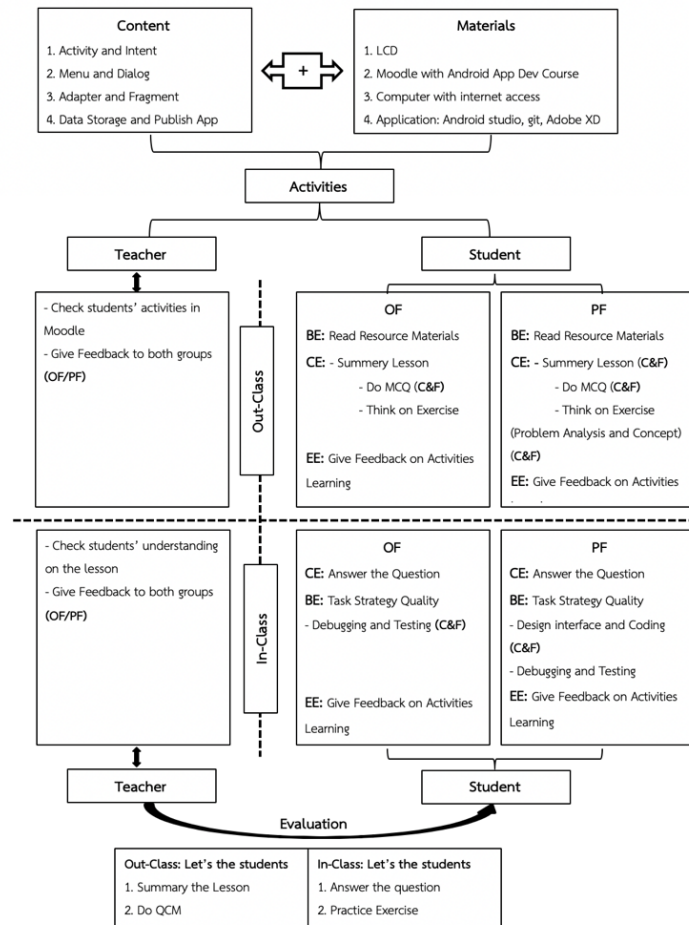 Content
1. Activity and Intent
2. Menu and Dialog
3. Adapter and Fragment
4. Data Storage and Publish App
+
Materials
1. LCD
2. Moodle with Android App Dev Course
3. Computer with internet access
4. Application: Android studio, git, Adobe XD
Activities
Teacher
Student
- Check students' activities in
Moodle
- Give Feedback to both groups
(OF/PF)
Out-Class
OF
BE: Read Resource Materials
CE: - Summery Lesson
- Do MCQ (C&F)
- Think on Exercise
EE: Give Feedback on Activities
Learning
PF
BE: Read Resource Materials
CE: - Summery Lesson (C&F)
- Do MCQ (C&F)
- Think on Exercise
(Problem Analysis and Concept)
(C&F)
EE: Give Feedback on Activities
- Check students' understanding
on the lesson
- Give Feedback to both groups
(OF/PF)
In-Class
OF
CE: Answer the Question
BE: Task Strategy Quality
- Debugging and Testing (C&F)
EE: Give Feedback on Activities
Learning
PF
CE: Answer the Question
BE: Task Strategy Quality
- Design interface and Coding
(C&F)
- Debugging and Testing
EE: Give Feedback on Activities
Learning
Teacher
Student
Evaluation
Out-Class: Let's the students
1. Summary the Lesson
2. Do QCM
In-Class: Let's the students
1. Answer the question
2. Practice Exercise